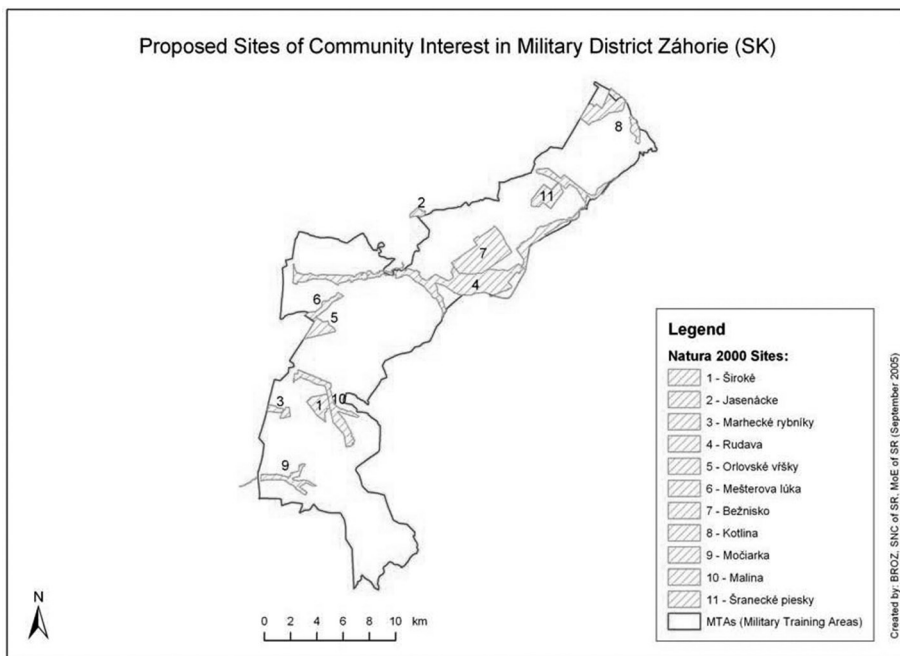 Proposed Sites of Community Interest in Military District Záhorie (SK)
8
11
2
7
4
6
5
3
1
10
9
N
0 2 4 6 8 10 km
Legend
Natura 2000 Sites:
1 - Široké
2 - Jasenácke
3 - Marhecké rybníky
4 - Rudava
5 - Orlovské vŕšky
6 - Mešterova lúka
7 - Bežnisko
8 - Kotlina
9 - Močiarka
10 - Malina
11 - Šranecké piesky
MTAs (Military Training Areas)
Created by: BROZ, SNC of SR, MoE of SR (September 2005)